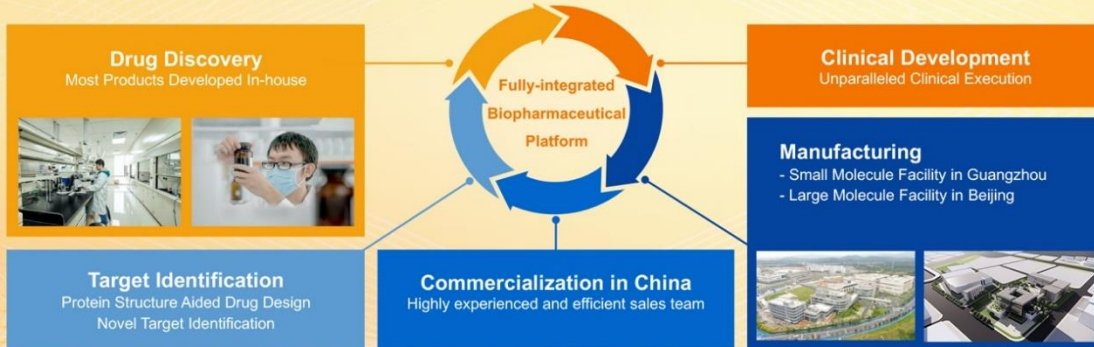 Drug Discovery
Most Products Developed In-house
Fully-integrated
Biopharmaceutical
Platform
Clinical Development
Unparalleled Clinical Execution
Manufacturing
- Small Molecule Facility in Guangzhou
- Large Molecule Facility in Beijing
Target Identification
Protein Structure Aided Drug Design
Novel Target Identification
Commercialization in China
Highly experienced and efficient sales team